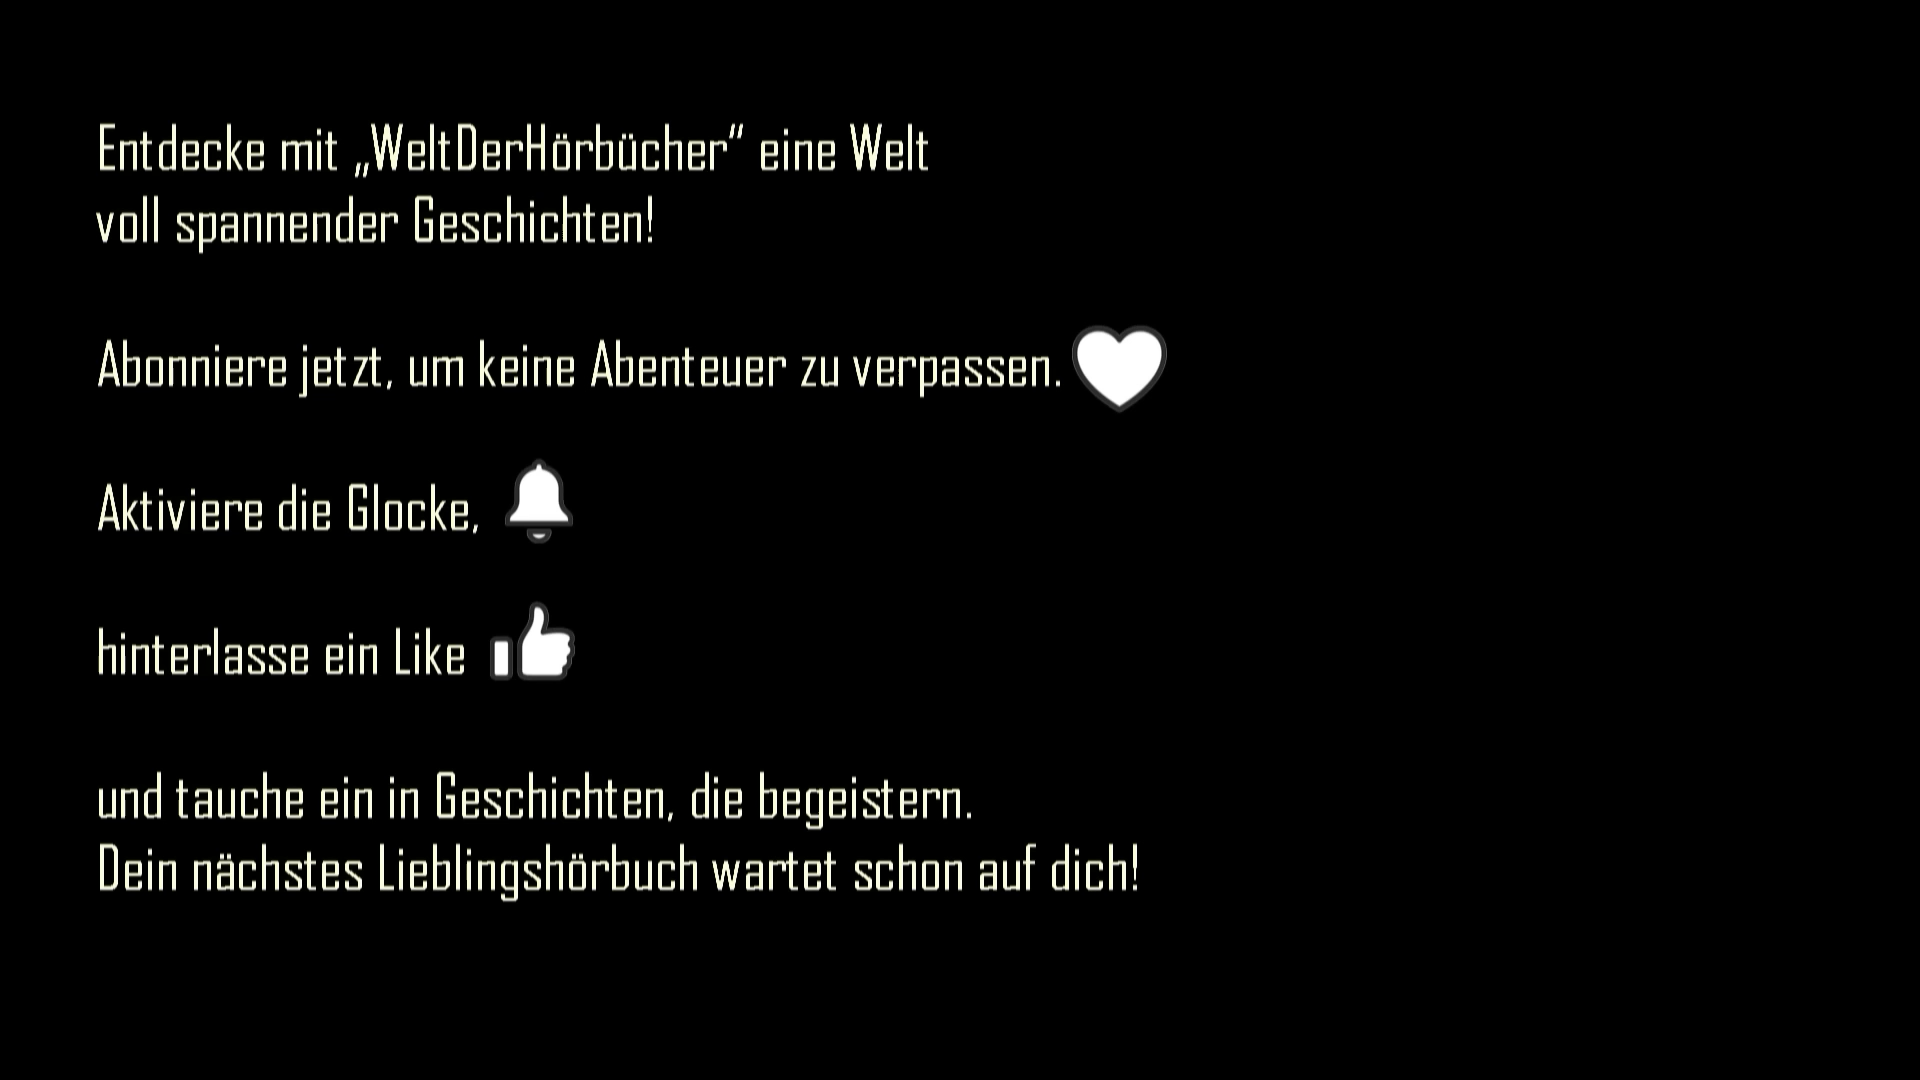 Entdecke mit „WeltDerHörbücher“ eine Welt
voll spannender Geschichten!
Abonniere jetzt, um keine Abenteuer zu verpassen.
Aktiviere die Glocke,
hinterlasse ein Like
und tauche ein in Geschichten, die begeistern.
Dein nächstes Lieblingshörbuch wartet schon auf dich!